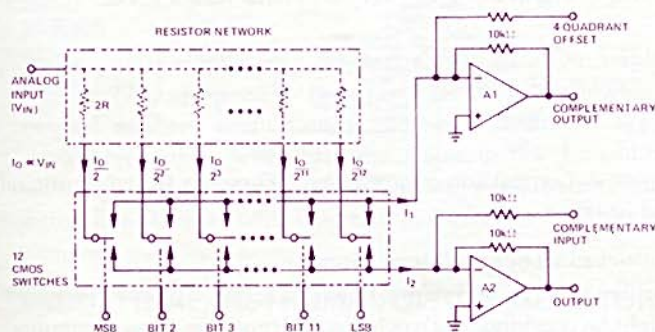 RESISTOR NETWORK
ANALOG
INPUT
(VIN)
2R
IO ∝ VIN
IO/2
IO/2²
IO/2³
IO/2¹¹
IO/2¹²
I1
I2
12
CMOS
SWITCHES
MSB
BIT 2
BIT 3
BIT 11
LSB
10kΩ
4 QUADRANT
OFFSET
10kΩ
−
A1
+
COMPLEMENTARY
OUTPUT
10kΩ
COMPLEMENTARY
INPUT
10kΩ
−
A2
+
OUTPUT